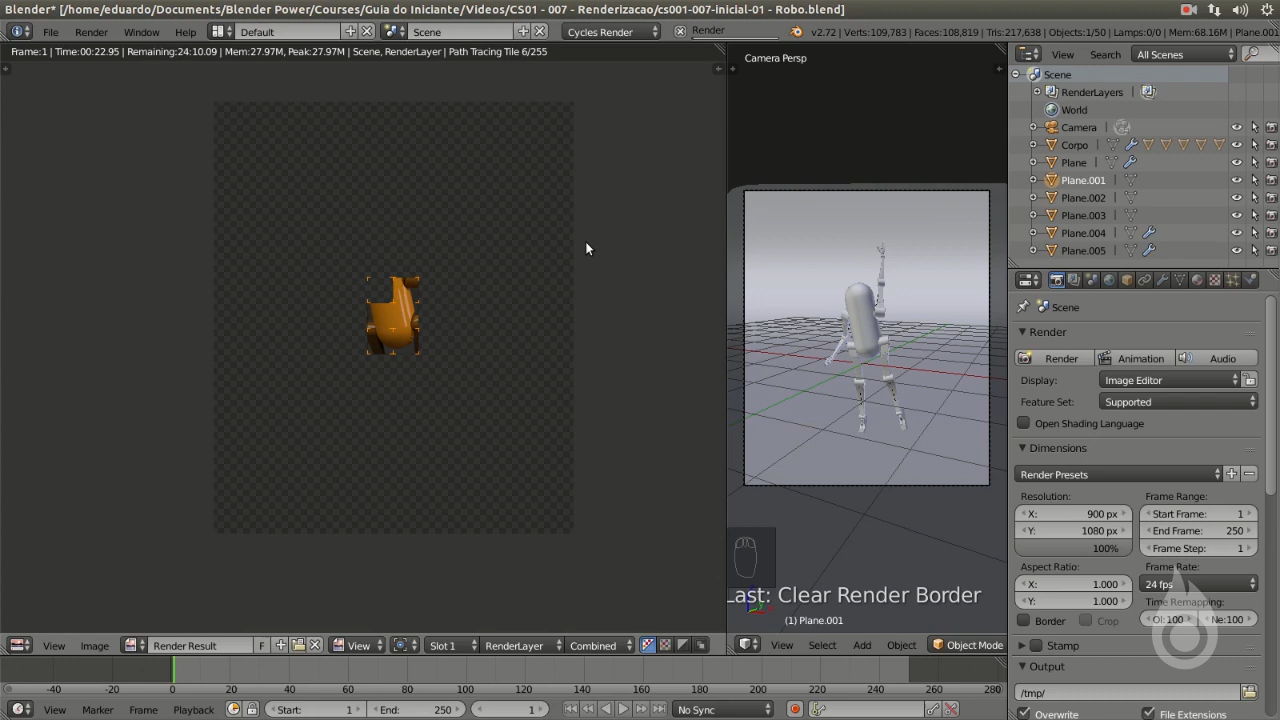 Blender* [/home/eduardo/Documents/Blender Power/Courses/Guia do Iniciante/Videos/CS01 - 007 - Renderizacao/cs001-007-inicial-01 - Robo.blend]
File Render Window Help Default Scene Cycles Render Render v2.72 | Verts:109,783 | Faces:108,819 | Tris:217,638 | Objects:1/50 | Lamps:0/0 | Mem:68.16M | Plane.001
Frame:1 | Time:00:22.95 | Remaining:24:10.09 | Mem:27.97M, Peak:27.97M | Scene, RenderLayer | Path Tracing Tile 6/255
View Search All Scenes
Camera Persp
Scene
RenderLayers
World
Camera
Corpo
Plane
Plane.001
Plane.002
Plane.003
Plane.004
Plane.005
Scene
Render
Render Animation Audio
Display: Image Editor
Feature Set: Supported
Open Shading Language
Dimensions
Render Presets
Resolution: Frame Range:
X: 900 px Start Frame: 1
Y: 1080 px End Frame: 250
100% Frame Step: 1
Aspect Ratio: Frame Rate:
X: 1.000 24 fps
Y: 1.000 Time Remapping:
Border Crop Ol:100 Ne:100
Stamp
Output
/tmp/
Overwrite File Extensions
Last: Clear Render Border
(1) Plane.001
View Image Render Result F View Slot 1 RenderLayer Combined
View Select Add Object Object Mode
-40 -20 0 20 40 60 80 100 120 140 160 180 200 220 240 260 280
View Marker Frame Playback Start: 1 End: 250 1 No Sync